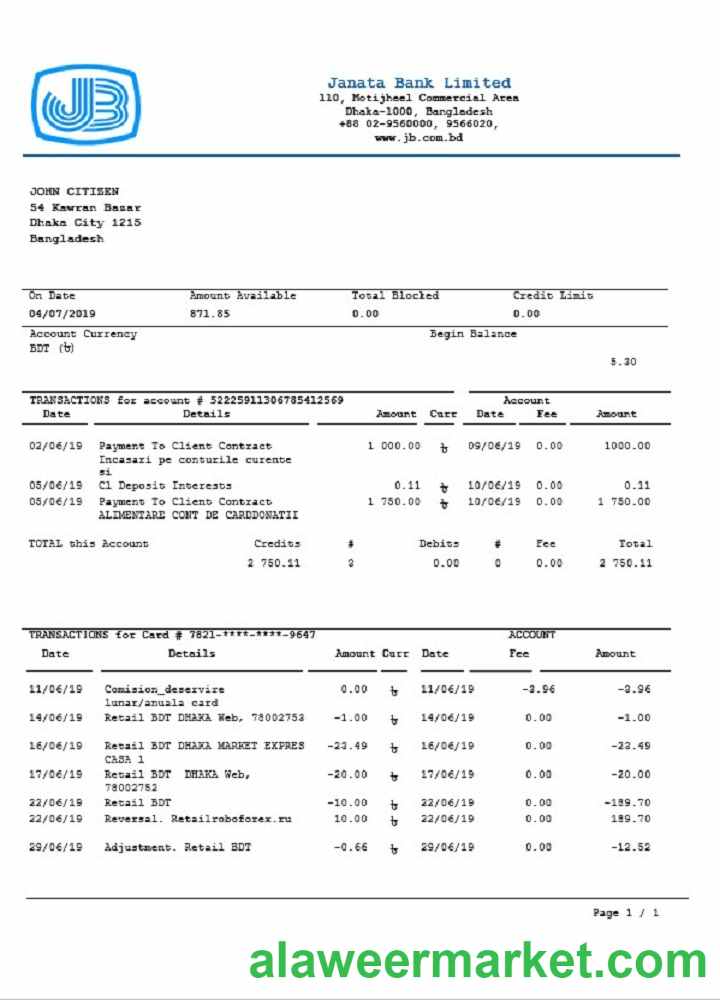 JB
Janata Bank Limited
110, Motijheel Commercial Area
Dhaka-1000, Bangladesh
+88 02-9560000, 9566020,
www.jb.com.bd
JOHN CITIZEN
54 Kawran Bazar
Dhaka City 1215
Bangladesh
On Date Amount Available Total Blocked Credit Limit
04/07/2019 871.85 0.00 0.00
Account Currency Begin Balance
BDT (৳)
5.30
TRANSACTIONS for account # 52225911306785412569 Account
Date Details Amount Curr Date Fee Amount
02/06/19 Payment To Client Contract 1 000.00 ৳ 09/06/19 0.00 1000.00
Incasari pe conturile curente
si
05/06/19 Cl Deposit Interests 0.11 ৳ 10/06/19 0.00 0.11
05/06/19 Payment To Client Contract 1 750.00 ৳ 10/06/19 0.00 1 750.00
ALIMENTARE CONT DE CARDDONATII
TOTAL this Account Credits # Debits # Fee Total
2 750.11 3 0.00 0 0.00 2 750.11
TRANSACTIONS for Card # 7821-****-****-9647 ACCOUNT
Date Details Amount Curr Date Fee Amount
11/06/19 Comision_deservire 0.00 ৳ 11/06/19 -3.96 -3.96
lunar/anuala card
14/06/19 Retail BDT DHAKA Web, 78002753 -1.00 ৳ 14/06/19 0.00 -1.00
16/06/19 Retail BDT DHAKA MARKET EXPRES -23.49 ৳ 16/06/19 0.00 -23.49
CASA 1
17/06/19 Retail BDT DHAKA Web, -20.00 ৳ 17/06/19 0.00 -20.00
78002752
22/06/19 Retail BDT -10.00 ৳ 22/06/19 0.00 -189.70
22/06/19 Reversal. Retailroboforex.ru 10.00 ৳ 22/06/19 0.00 189.70
29/06/19 Adjustment. Retail BDT -0.66 ৳ 29/06/19 0.00 -12.52
Page 1 / 1
alaweermarket.com